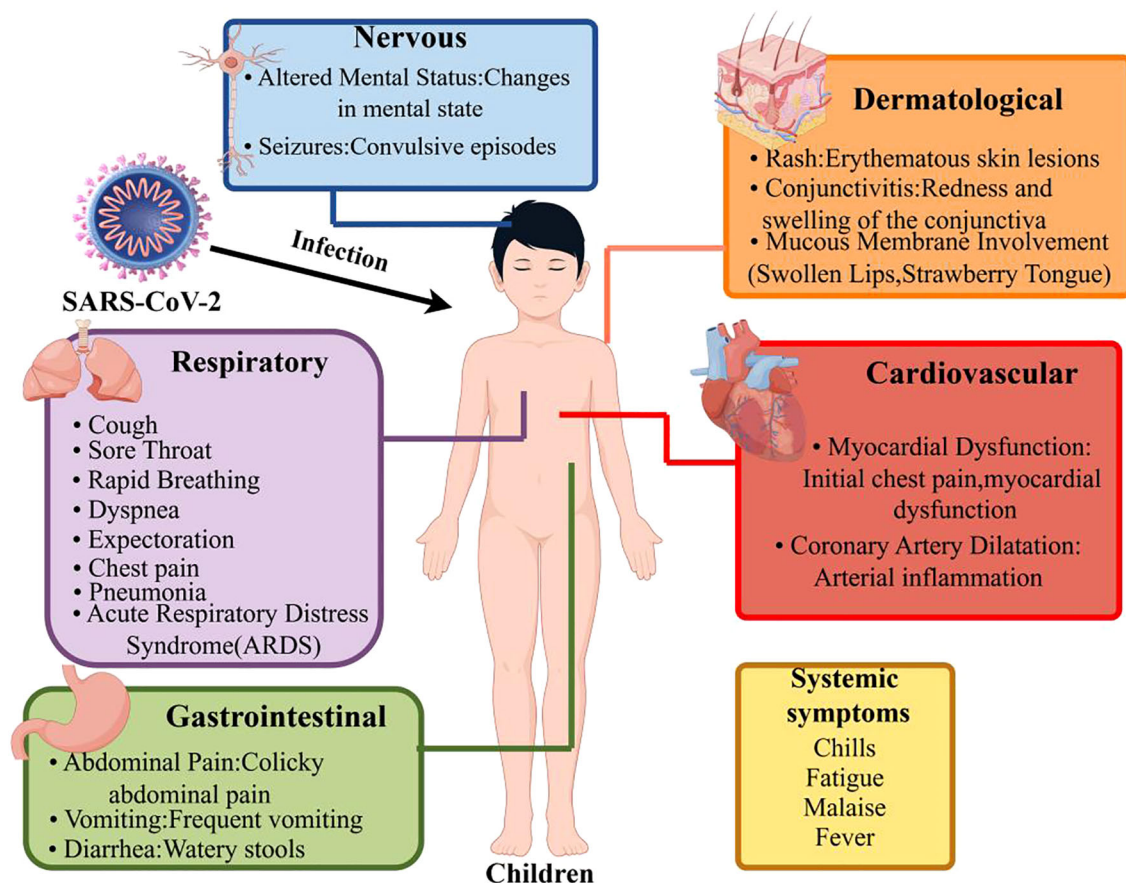 Nervous
• Altered Mental Status:Changes
in mental state
• Seizures:Convulsive episodes
Dermatological
• Rash:Erythematous skin lesions
• Conjunctivitis:Redness and
swelling of the conjunctiva
• Mucous Membrane Involvement
(Swollen Lips,Strawberry Tongue)
SARS-CoV-2
Infection
Respiratory
• Cough
• Sore Throat
• Rapid Breathing
• Dyspnea
• Expectoration
• Chest pain
• Pneumonia
• Acute Respiratory Distress
Syndrome(ARDS)
Cardiovascular
• Myocardial Dysfunction:
Initial chest pain,myocardial
dysfunction
• Coronary Artery Dilatation:
Arterial inflammation
Gastrointestinal
• Abdominal Pain:Colicky
abdominal pain
• Vomiting:Frequent vomiting
• Diarrhea:Watery stools
Systemic
symptoms
Chills
Fatigue
Malaise
Fever
Children